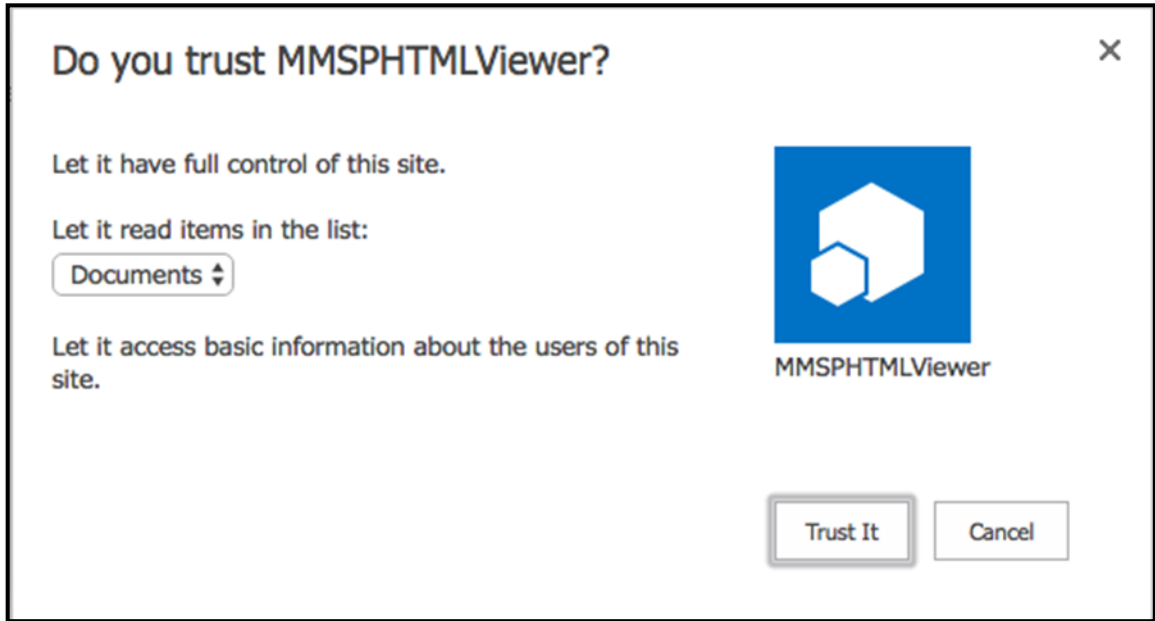 Do you trust MMSPHTMLViewer?
Let it have full control of this site.
Let it read items in the list:
Documents
Let it access basic information about the users of this
site.
MMSPHTMLViewer
Trust It
Cancel